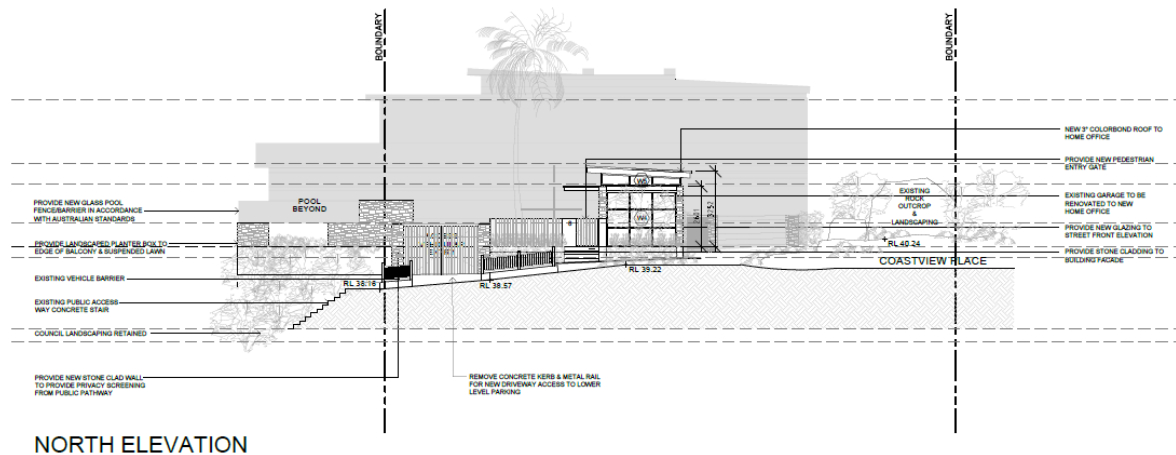 BOUNDARY
BOUNDARY
NEW 3° COLORBOND ROOF TO
HOME OFFICE
PROVIDE NEW PEDESTRIAN
ENTRY GATE
EXISTING GARAGE TO BE
RENOVATED TO NEW
HOME OFFICE
PROVIDE NEW GLAZING TO
STREET FRONT ELEVATION
PROVIDE STONE CLADDING TO
BUILDING FACADE
PROVIDE NEW GLASS POOL
FENCE/BARRIER IN ACCORDANCE
WITH AUSTRALIAN STANDARDS
PROVIDE LANDSCAPED PLANTER BOX TO
EDGE OF BALCONY & SUSPENDED LAWN
EXISTING VEHICLE BARRIER
EXISTING PUBLIC ACCESS
WAY CONCRETE STAIR
COUNCIL LANDSCAPING RETAINED
PROVIDE NEW STONE CLAD WALL
TO PROVIDE PRIVACY SCREENING
FROM PUBLIC PATHWAY
POOL
BEYOND
EXISTING
ROCK
OUTCROP
&
LANDSCAPING
RL 40.24
COASTVIEW PLACE
RL 39.22
RL 38.57
RL 38.16
REMOVE CONCRETE KERB & METAL RAIL
FOR NEW DRIVEWAY ACCESS TO LOWER
LEVEL PARKING
NORTH ELEVATION